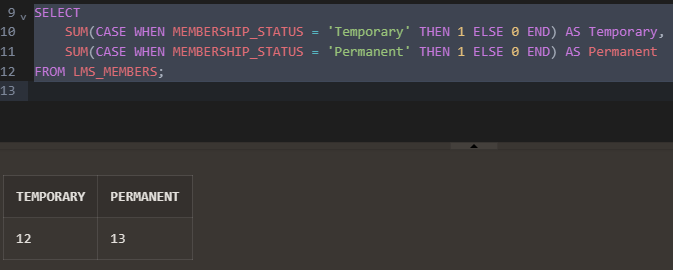 9 SELECT
10 SUM(CASE WHEN MEMBERSHIP_STATUS = 'Temporary' THEN 1 ELSE 0 END) AS Temporary,
11 SUM(CASE WHEN MEMBERSHIP_STATUS = 'Permanent' THEN 1 ELSE 0 END) AS Permanent
12 FROM LMS_MEMBERS;
13
TEMPORARY PERMANENT
12 13